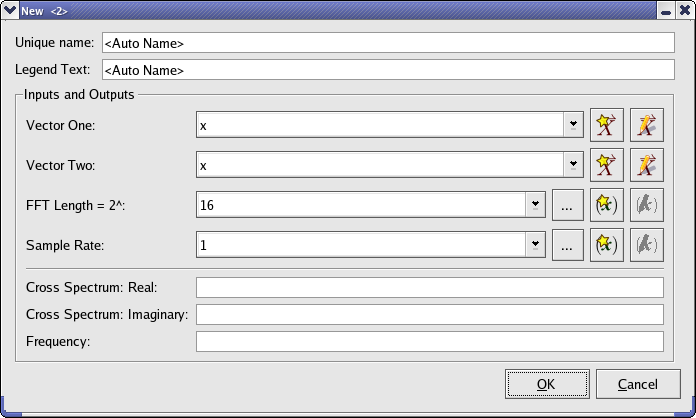 New <2>
Unique name: <Auto Name>
Legend Text: <Auto Name>
Inputs and Outputs
Vector One: x
Vector Two: x
FFT Length = 2^: 16 ...
Sample Rate: 1 ...
Cross Spectrum: Real:
Cross Spectrum: Imaginary:
Frequency:
OK Cancel